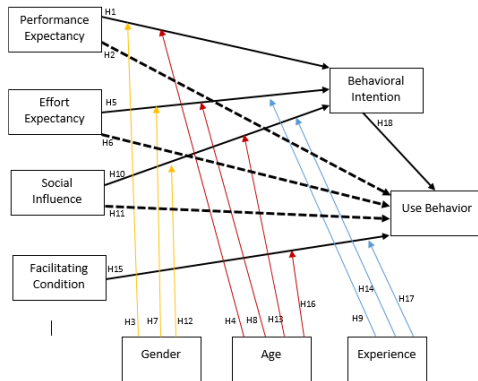 Performance
Expectancy
H1
H2
Behavioral
Intention
Effort
Expectancy
H5
H6
H18
Social
Influence
H10
H11
Use Behavior
Facilitating
Condition
H15
H14
H17
H16
H3
H7
H12
H4
H8
H13
H9
Gender
Age
Experience